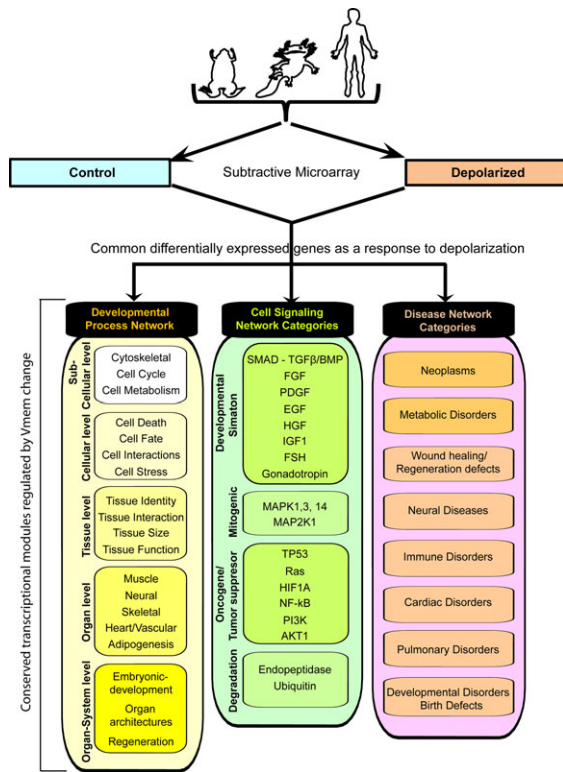 Control
Subtractive Microarray
Depolarized
Common differentially expressed genes as a response to depolarization
Conserved transcriptional modules regulated by Vmem change
Developmental
Process Network
Sub-
Cellular level
Cytoskeletal
Cell Cycle
Cell Metabolism
Cellular level
Cell Death
Cell Fate
Cell Interactions
Cell Stress
Tissue level
Tissue Identity
Tissue Interaction
Tissue Size
Tissue Function
Organ level
Muscle
Neural
Skeletal
Heart/Vascular
Adipogenesis
Organ-System level
Embryonic-
development
Organ
architectures
Regeneration
Cell Signaling
Network Categories
Developmental
Simaton
SMAD - TGFβ/BMP
FGF
PDGF
EGF
HGF
IGF1
FSH
Gonadotropin
Mitogenic
MAPK1,3, 14
MAP2K1
Oncogene/
Tumor suppresor
TP53
Ras
HIF1A
NF-kB
PI3K
AKT1
Degradation
Endopeptidase
Ubiquitin
Disease Network
Categories
Neoplasms
Metabolic Disorders
Wound healing/
Regeneration defects
Neural Diseases
Immune Disorders
Cardiac Disorders
Pulmonary Disorders
Developmental Disorders
Birth Defects